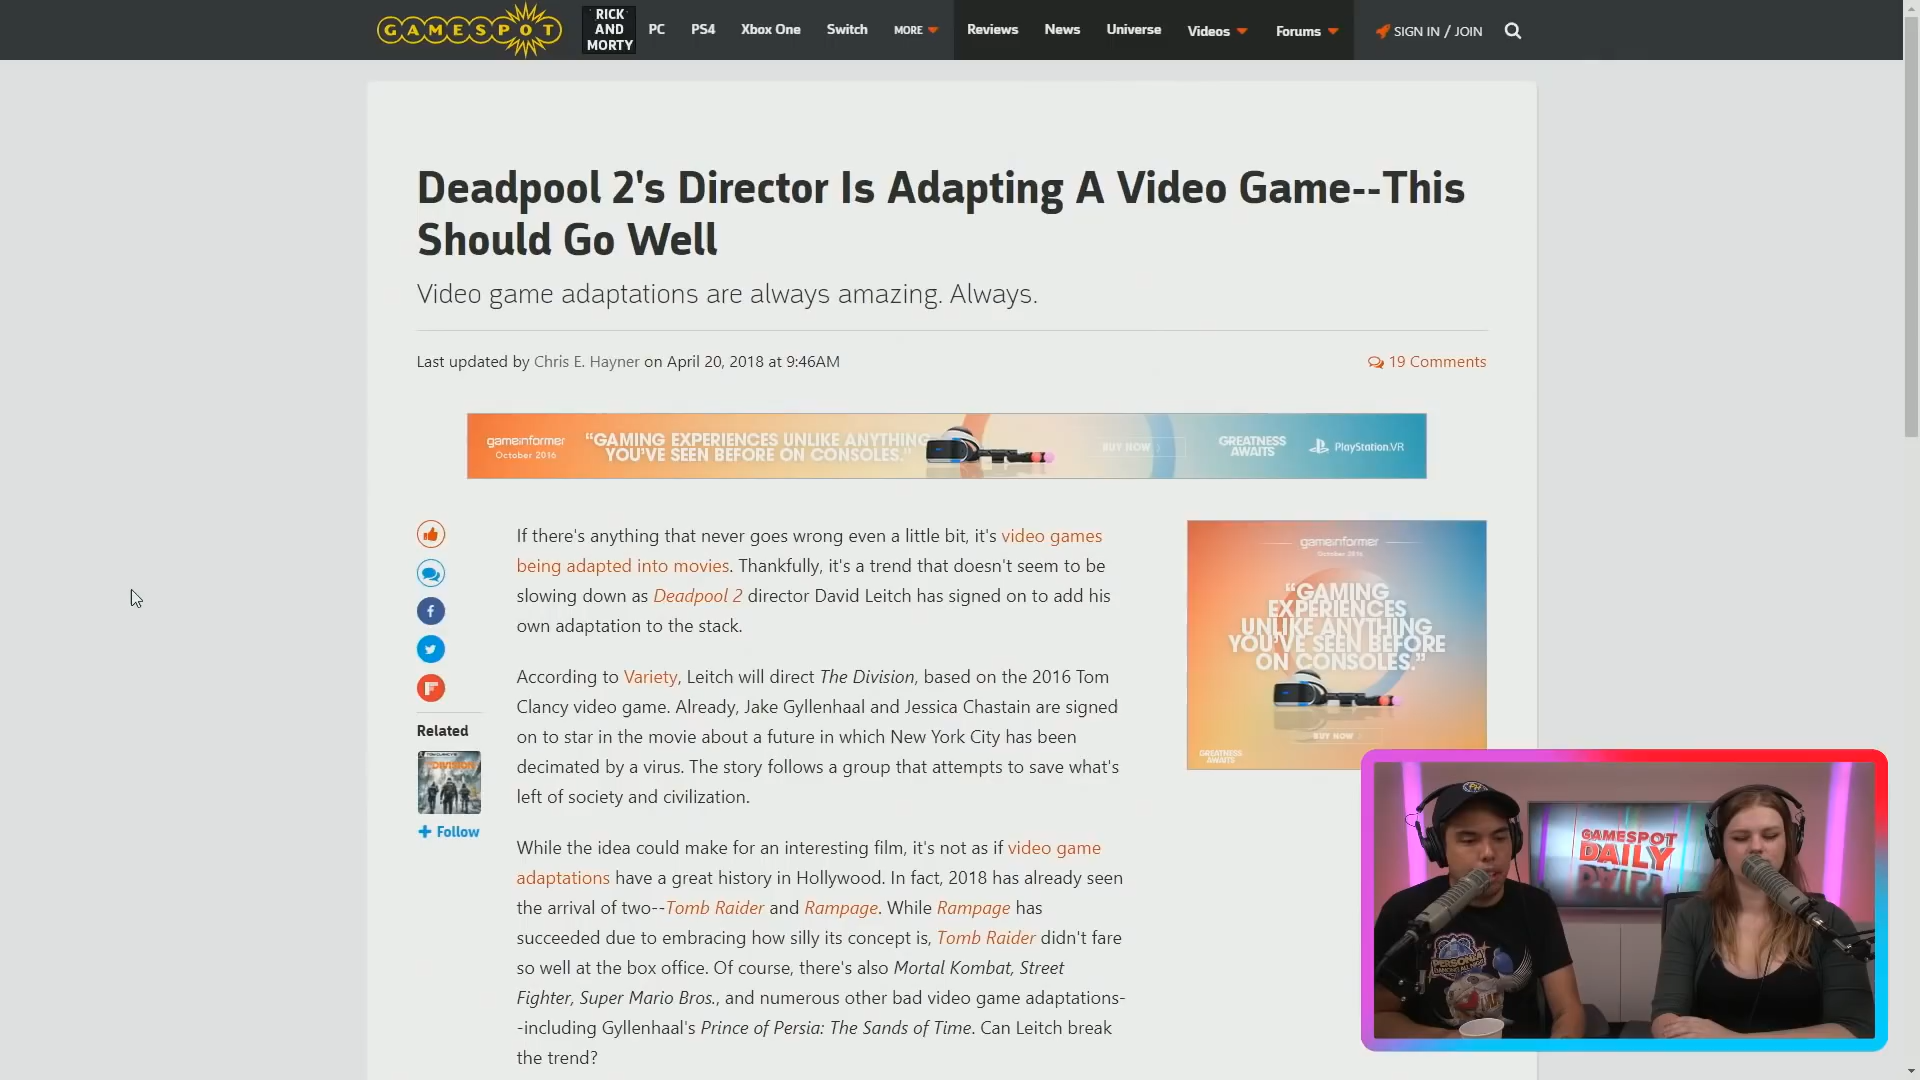 GAMESPOT
RICK
AND
MORTY
PC
PS4
Xbox One
Switch
MORE
Reviews
News
Universe
Videos
Forums
SIGN IN / JOIN
Deadpool 2's Director Is Adapting A Video Game--This
Should Go Well
Video game adaptations are always amazing. Always.
Last updated by Chris E. Hayner on April 20, 2018 at 9:46AM
19 Comments
gameinformer
October 2016
“GAMING EXPERIENCES UNLIKE ANYTHING
YOU'VE SEEN BEFORE ON CONSOLES.”
BUY NOW
GREATNESS
AWAITS
PlayStation.VR
If there's anything that never goes wrong even a little bit, it's video games
being adapted into movies. Thankfully, it's a trend that doesn't seem to be
slowing down as Deadpool 2 director David Leitch has signed on to add his
own adaptation to the stack.
According to Variety, Leitch will direct The Division, based on the 2016 Tom
Clancy video game. Already, Jake Gyllenhaal and Jessica Chastain are signed
on to star in the movie about a future in which New York City has been
decimated by a virus. The story follows a group that attempts to save what's
left of society and civilization.
While the idea could make for an interesting film, it's not as if video game
adaptations have a great history in Hollywood. In fact, 2018 has already seen
the arrival of two--Tomb Raider and Rampage. While Rampage has
succeeded due to embracing how silly its concept is, Tomb Raider didn't fare
so well at the box office. Of course, there's also Mortal Kombat, Street
Fighter, Super Mario Bros., and numerous other bad video game adaptations-
-including Gyllenhaal's Prince of Persia: The Sands of Time. Can Leitch break
the trend?
Related
DIVISION
Follow
gameinformer
October 2016
“GAMING
EXPERIENCES
UNLIKE ANYTHING
YOU'VE SEEN BEFORE
ON CONSOLES.”
BUY NOW
GREATNESS
AWAITS
GAMESPOT
DAILY